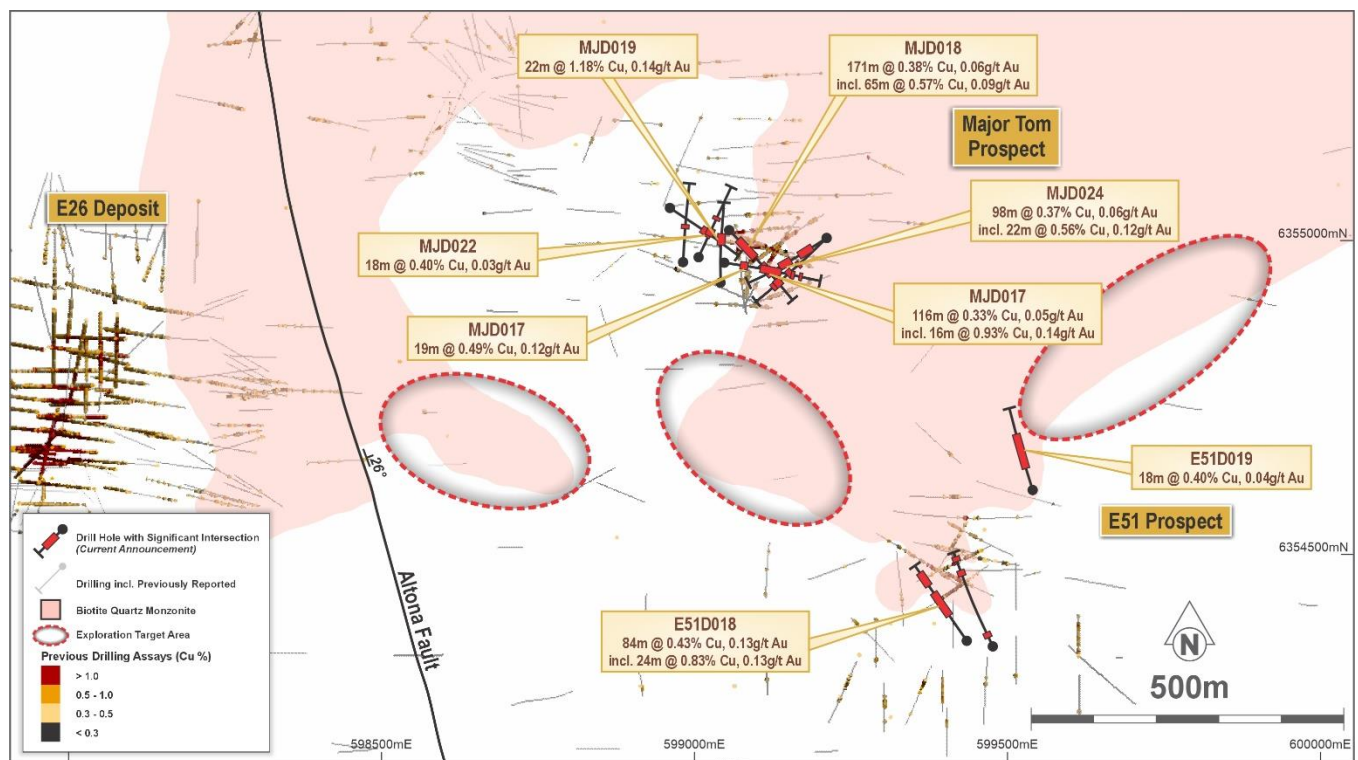 MJD019
22m @ 1.18% Cu, 0.14g/t Au
MJD018
171m @ 0.38% Cu, 0.06g/t Au
incl. 65m @ 0.57% Cu, 0.09g/t Au
Major Tom
Prospect
E26 Deposit
MJD024
98m @ 0.37% Cu, 0.06g/t Au
incl. 22m @ 0.56% Cu, 0.12g/t Au
MJD022
18m @ 0.40% Cu, 0.03g/t Au
6355000mN
MJD017
19m @ 0.49% Cu, 0.12g/t Au
MJD017
116m @ 0.33% Cu, 0.05g/t Au
incl. 16m @ 0.93% Cu, 0.14g/t Au
26°
E51D019
18m @ 0.40% Cu, 0.04g/t Au
E51 Prospect
6354500mN
Altona Fault
E51D018
84m @ 0.43% Cu, 0.13g/t Au
incl. 24m @ 0.83% Cu, 0.13g/t Au
Drill Hole with Significant Intersection
(Current Announcement)
Drilling incl. Previously Reported
Biotite Quartz Monzonite
Exploration Target Area
Previous Drilling Assays (Cu %)
> 1.0
0.5 - 1.0
0.3 - 0.5
< 0.3
N
500m
598500mE
599000mE
599500mE
600000mE